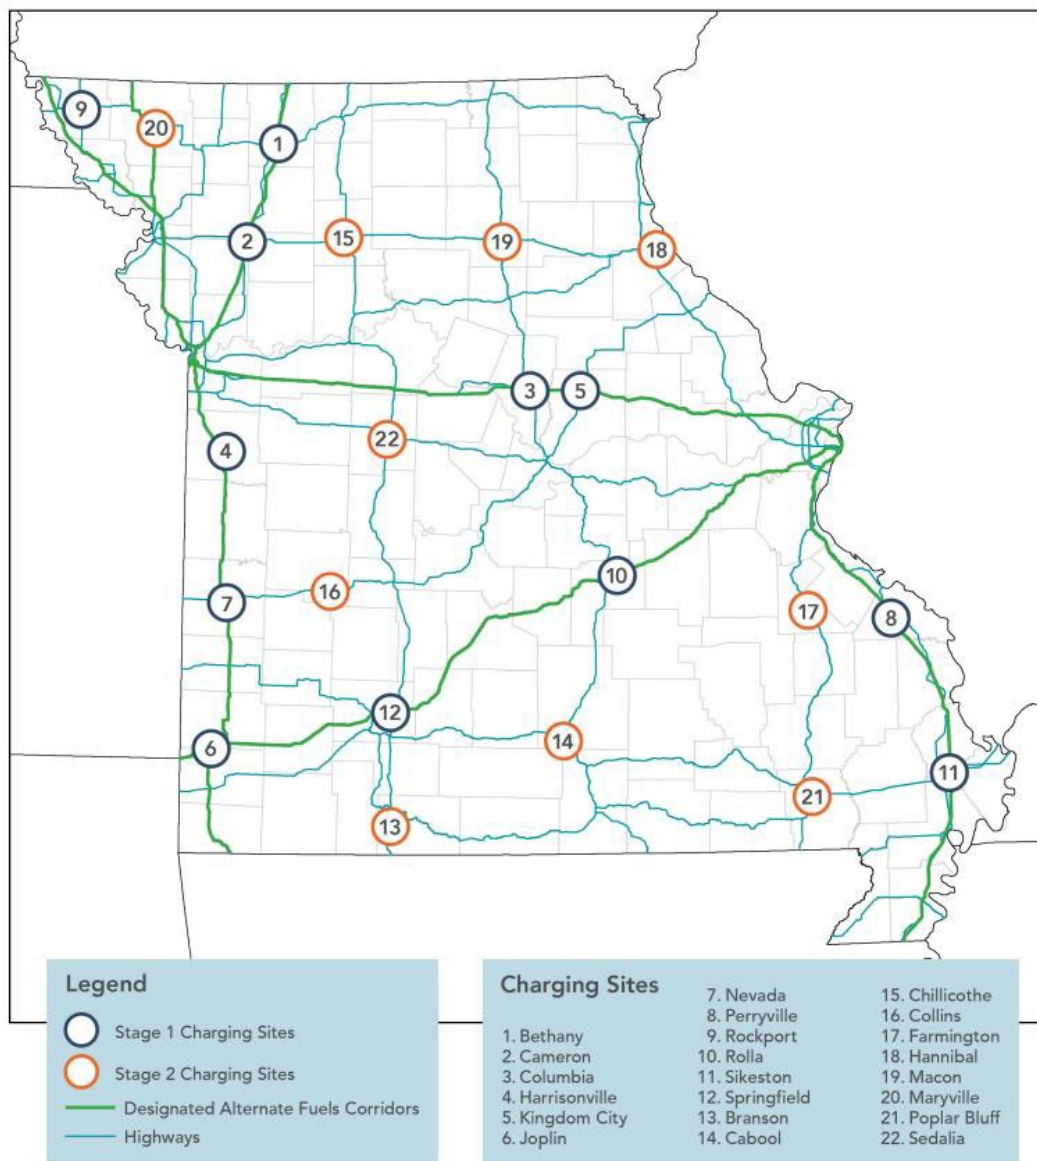 9
20
1
2
15
19
18
3
5
4
22
7
16
10
17
8
12
6
14
11
21
13
Legend
Stage 1 Charging Sites
Stage 2 Charging Sites
Designated Alternate Fuels Corridors
Highways
Charging Sites
1. Bethany
2. Cameron
3. Columbia
4. Harrisonville
5. Kingdom City
6. Joplin
7. Nevada
8. Perryville
9. Rockport
10. Rolla
11. Sikeston
12. Springfield
13. Branson
14. Cabool
15. Chillicothe
16. Collins
17. Farmington
18. Hannibal
19. Macon
20. Maryville
21. Poplar Bluff
22. Sedalia